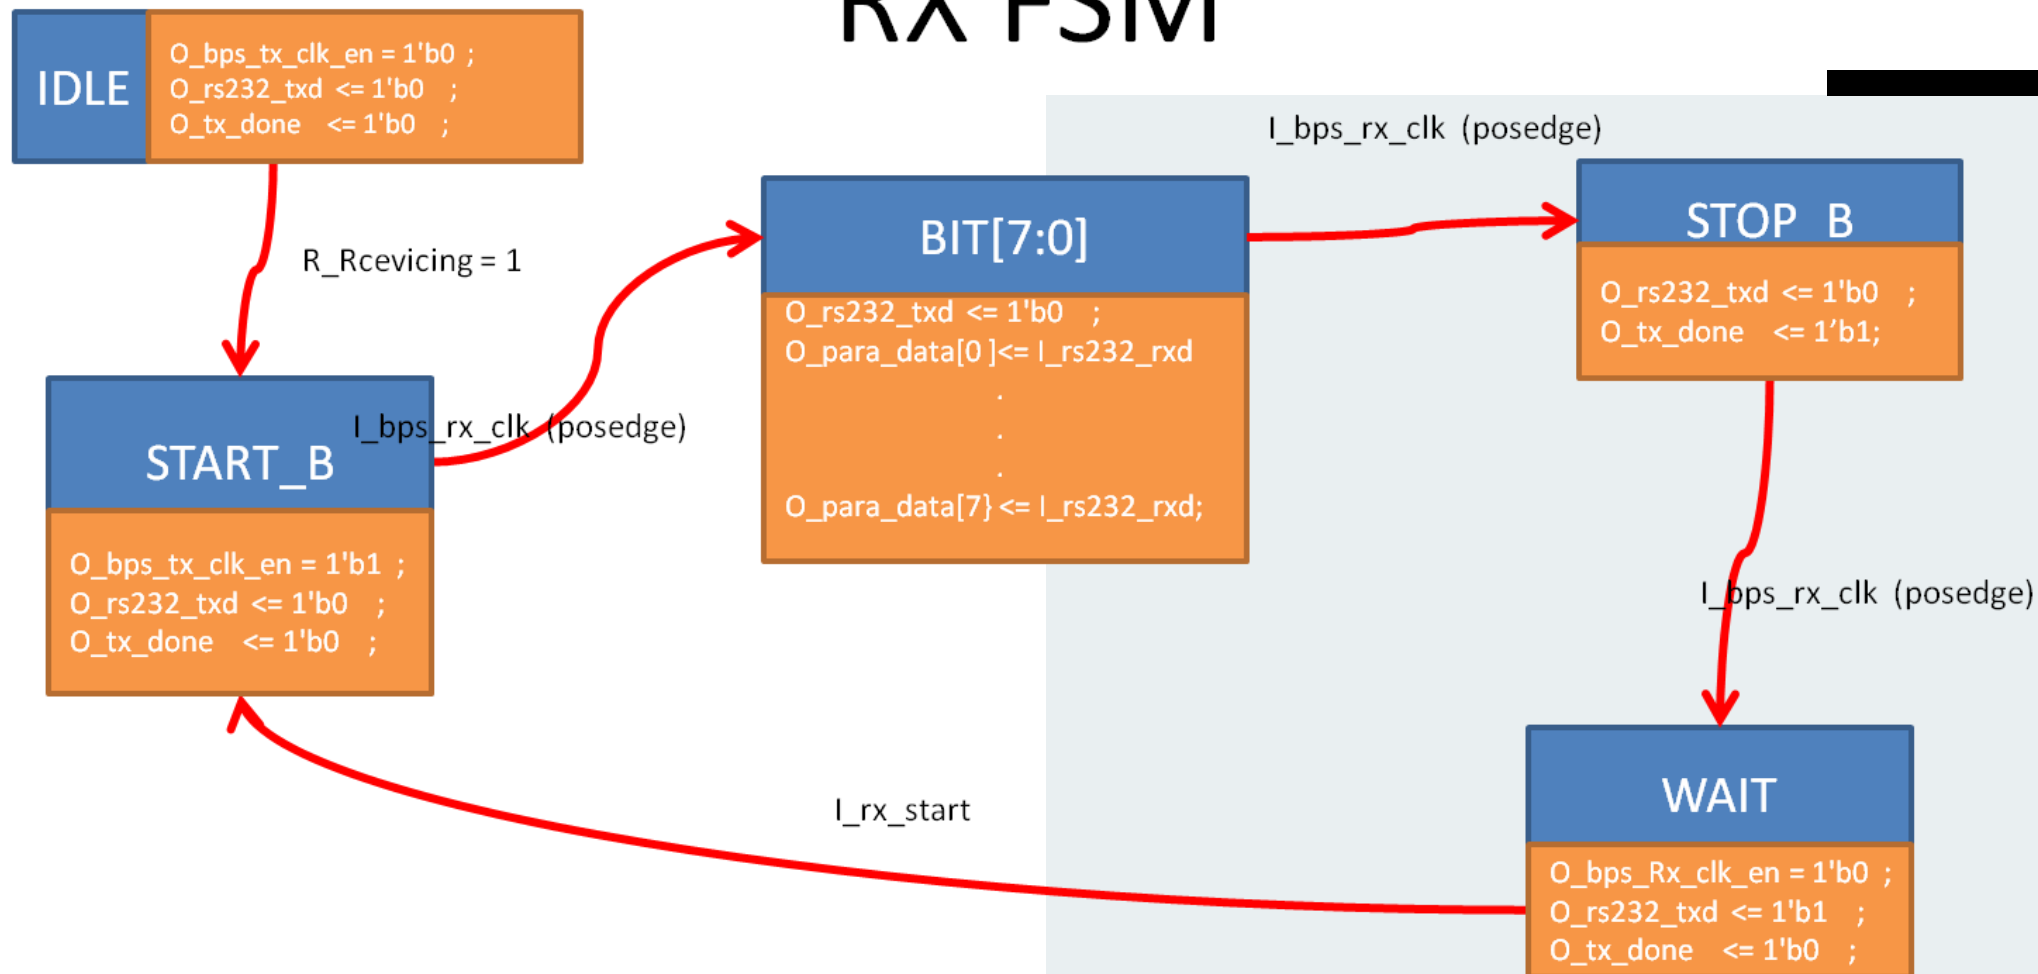 RX FSM
IDLE
O_bps_tx_clk_en = 1'b0 ;
O_rs232_txd <= 1'b0 ;
O_tx_done <= 1'b0 ;
R_Rcevicing = 1
START_B
O_bps_tx_clk_en = 1'b1 ;
O_rs232_txd <= 1'b0 ;
O_tx_done <= 1'b0 ;
I_bps_rx_clk (posedge)
BIT[7:0]
O_rs232_txd <= 1'b0 ;
O_para_data[0 ]<= I_rs232_rxd
.
.
.
O_para_data[7} <= I_rs232_rxd;
I_bps_rx_clk (posedge)
STOP_B
O_rs232_txd <= 1'b0 ;
O_tx_done <= 1’b1;
I_bps_rx_clk (posedge)
WAIT
O_bps_Rx_clk_en = 1'b0 ;
O_rs232_txd <= 1'b1 ;
O_tx_done <= 1'b0 ;
I_rx_start